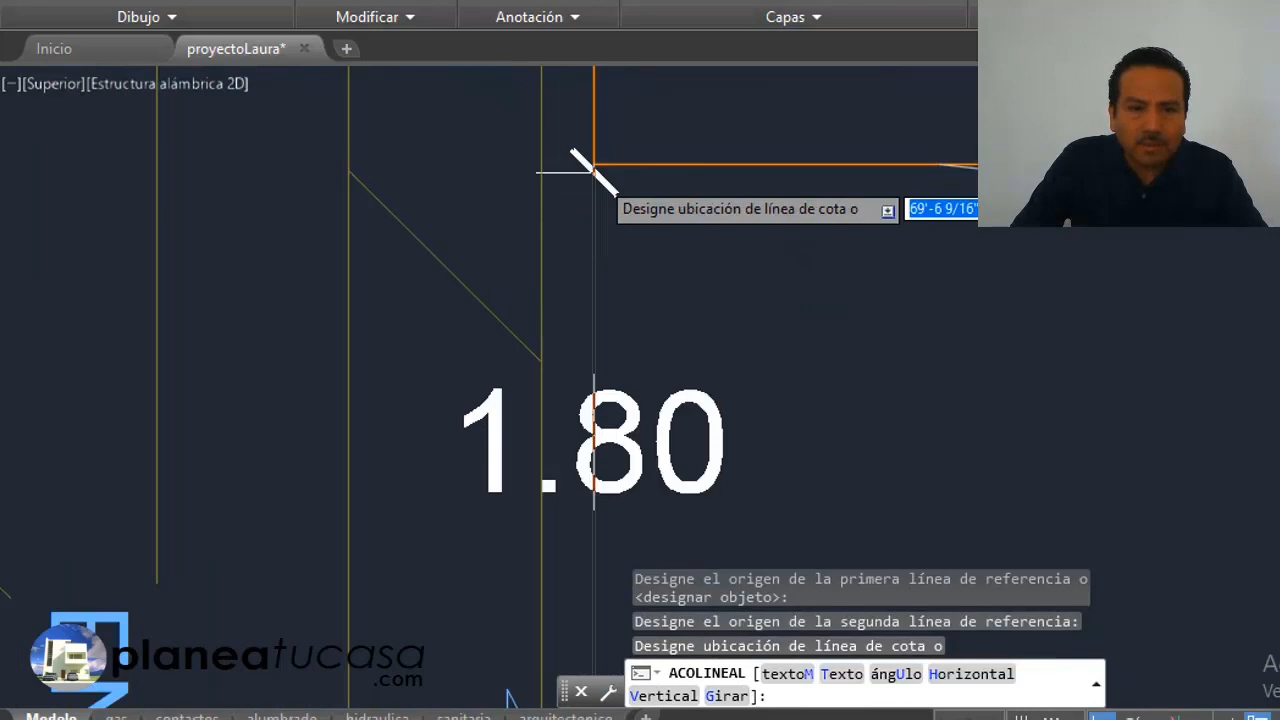 Dibujo Modificar Anotación Capas
Inicio proyectoLaura*
[−][Superior][Estructura alámbrica 2D]
Designe ubicación de línea de cota o 69'-6 9/16"
1.80
Designe el origen de la primera línea de referencia o
<designar objeto>:
Designe el origen de la segunda línea de referencia:
Designe ubicación de línea de cota o
ACOLINEAL [textoM Texto ángUlo Horizontal
Vertical Girar]:
planeatucasa
.com
Modelo gas contactos alumbrado hidraulica sanitaria arquitectonico